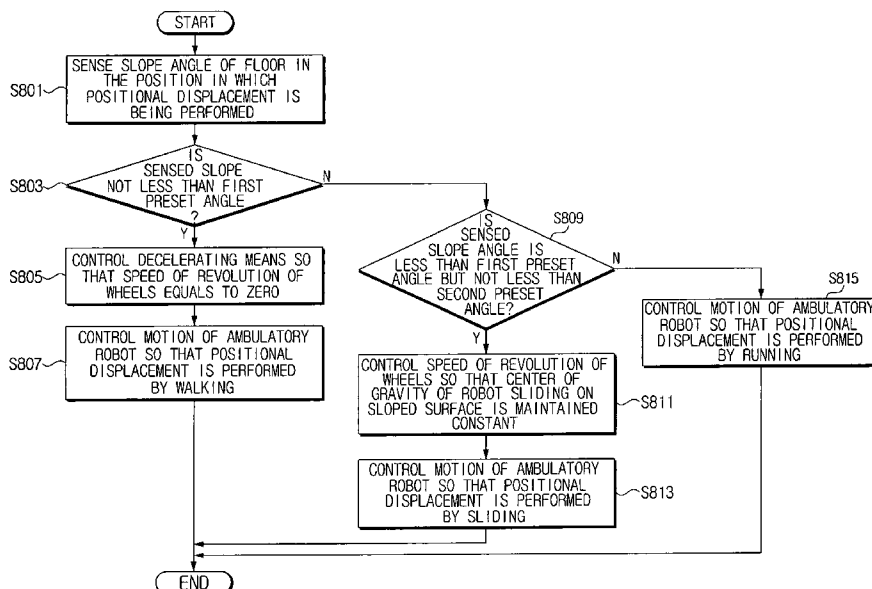 START
SENSE SLOPE ANGLE OF FLOOR IN
THE POSITION IN WHICH
POSITIONAL DISPLACEMENT IS
BEING PERFORMED
S801
IS
SENSED SLOPE
NOT LESS THAN FIRST
PRESET ANGLE
?
S803
N
Y
CONTROL DECELERATING MEANS SO
THAT SPEED OF REVOLUTION OF
WHEELS EQUALS TO ZERO
S805
CONTROL MOTION OF AMBULATORY
ROBOT SO THAT POSITIONAL
DISPLACEMENT IS PERFORMED
BY WALKING
S807
IS
SENSED
SLOPE ANGLE IS
LESS THAN FIRST PRESET
ANGLE BUT NOT LESS THAN
SECOND PRESET
ANGLE?
S809
N
Y
CONTROL SPEED OF REVOLUTION OF
WHEELS SO THAT CENTER OF
GRAVITY OF ROBOT SLIDING ON
SLOPED SURFACE IS MAINTAINED
CONSTANT
S811
CONTROL MOTION OF AMBULATORY
ROBOT SO THAT POSITIONAL
DISPLACEMENT IS PERFORMED
BY SLIDING
S813
S815
CONTROL MOTION OF AMBULATORY
ROBOT SO THAT POSITIONAL
DISPLACEMENT IS PERFORMED
BY RUNNING
END